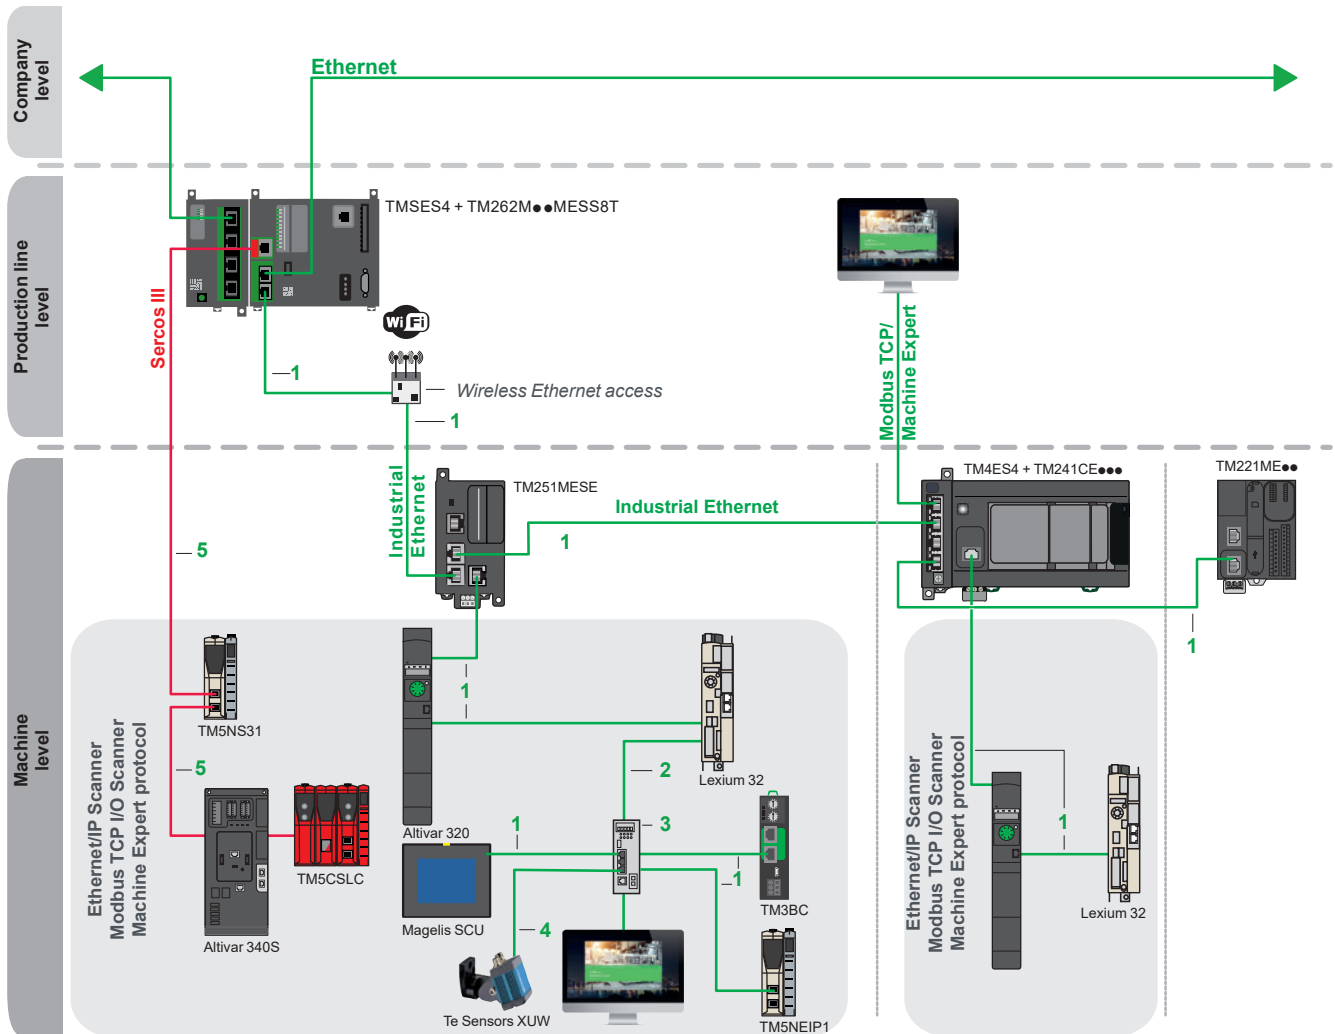 Company
level
Ethernet
Production line
level
TMSES4 + TM262M●●MESS8T
Sercos III
WiFi
1
Wireless Ethernet access
1
Modbus TCP/
Machine Expert
Machine
level
Industrial
Ethernet
TM251MESE
Industrial Ethernet
1
TM4ES4 + TM241CE●●●
TM221ME●●
5
1
1
TM5NS31
5
Ethernet/IP Scanner
Modbus TCP I/O Scanner
Machine Expert protocol
Altivar 340S
TM5CSLC
Altivar 320
2
Lexium 32
3
1
Magelis SCU
1
TM3BC
4
Te Sensors XUW
TM5NEIP1
Ethernet/IP Scanner
Modbus TCP I/O Scanner
Machine Expert protocol
1
Lexium 32